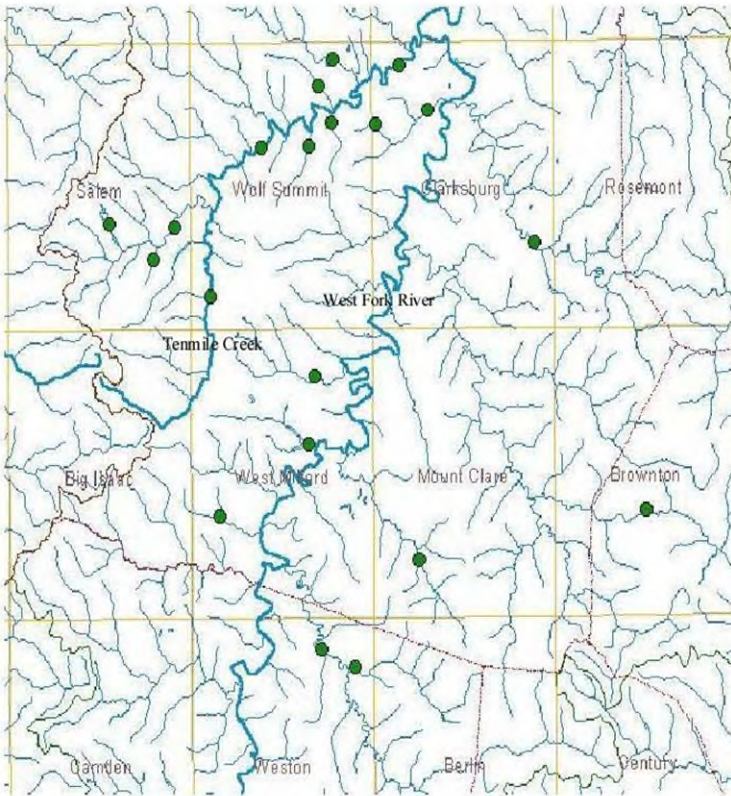 Salem
Wolf Summit
Clarksburg
Rosemont
West Fork River
Tenmile Creek
Big Isaac
West Milford
Mount Clare
Brownton
Camden
Weston
Berlin
Century